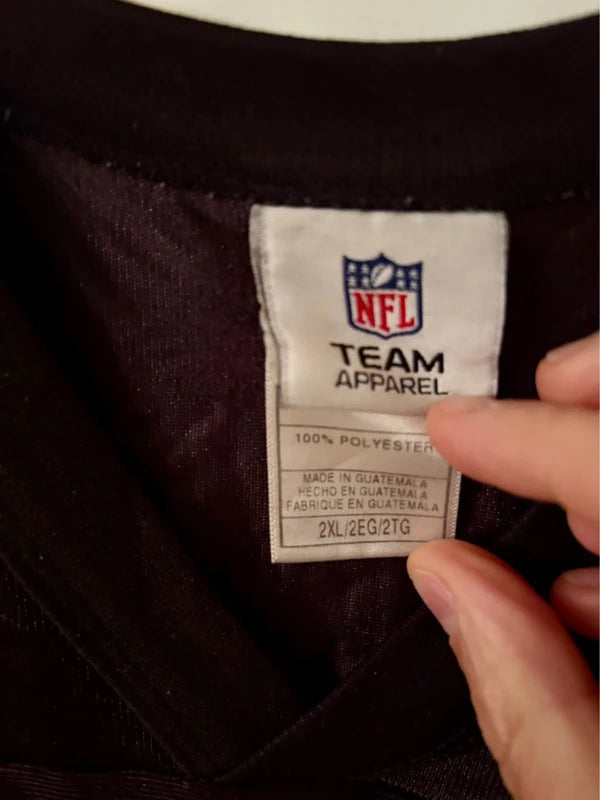 NFL
TEAM
APPAREL
100% POLYESTER
MADE IN GUATEMALA
HECHO EN GUATEMALA
FABRIQUE EN GUATEMALA
2XL/2EG/2TG